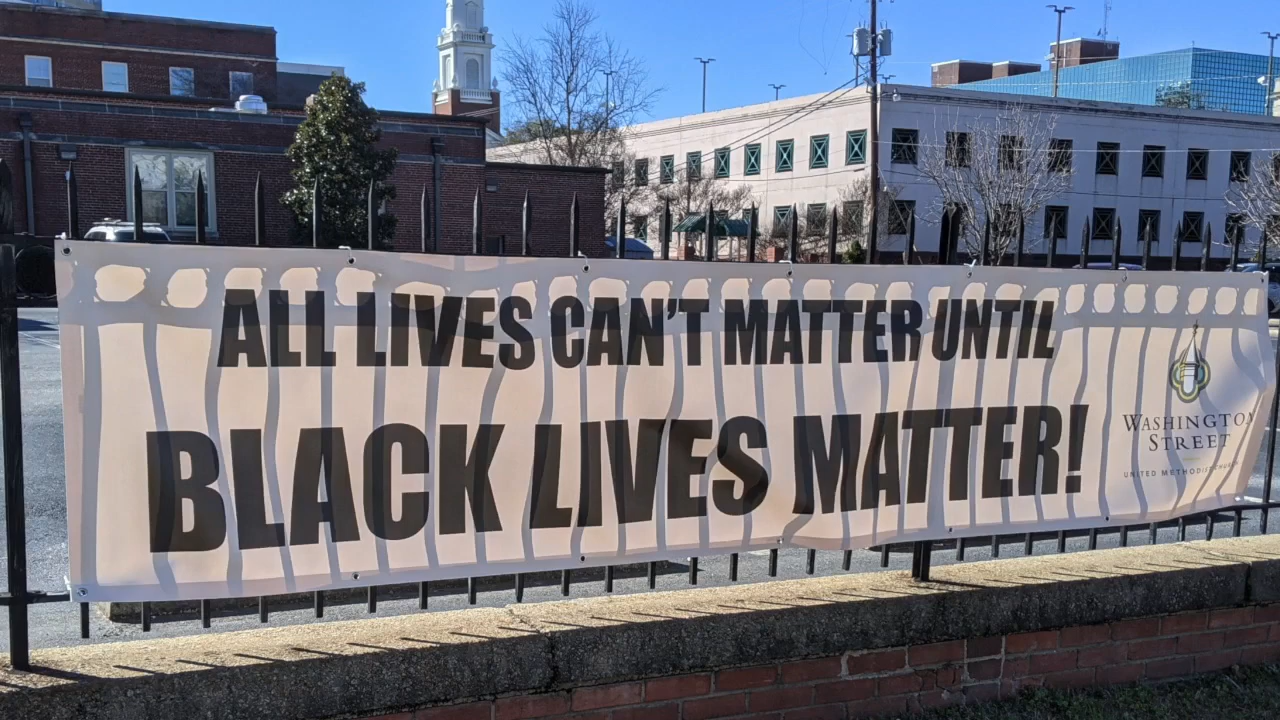 ALL LIVES CAN'T MATTER UNTIL
BLACK LIVES MATTER!
WASHINGTON
STREET
UNITED METHODIST CHURCH